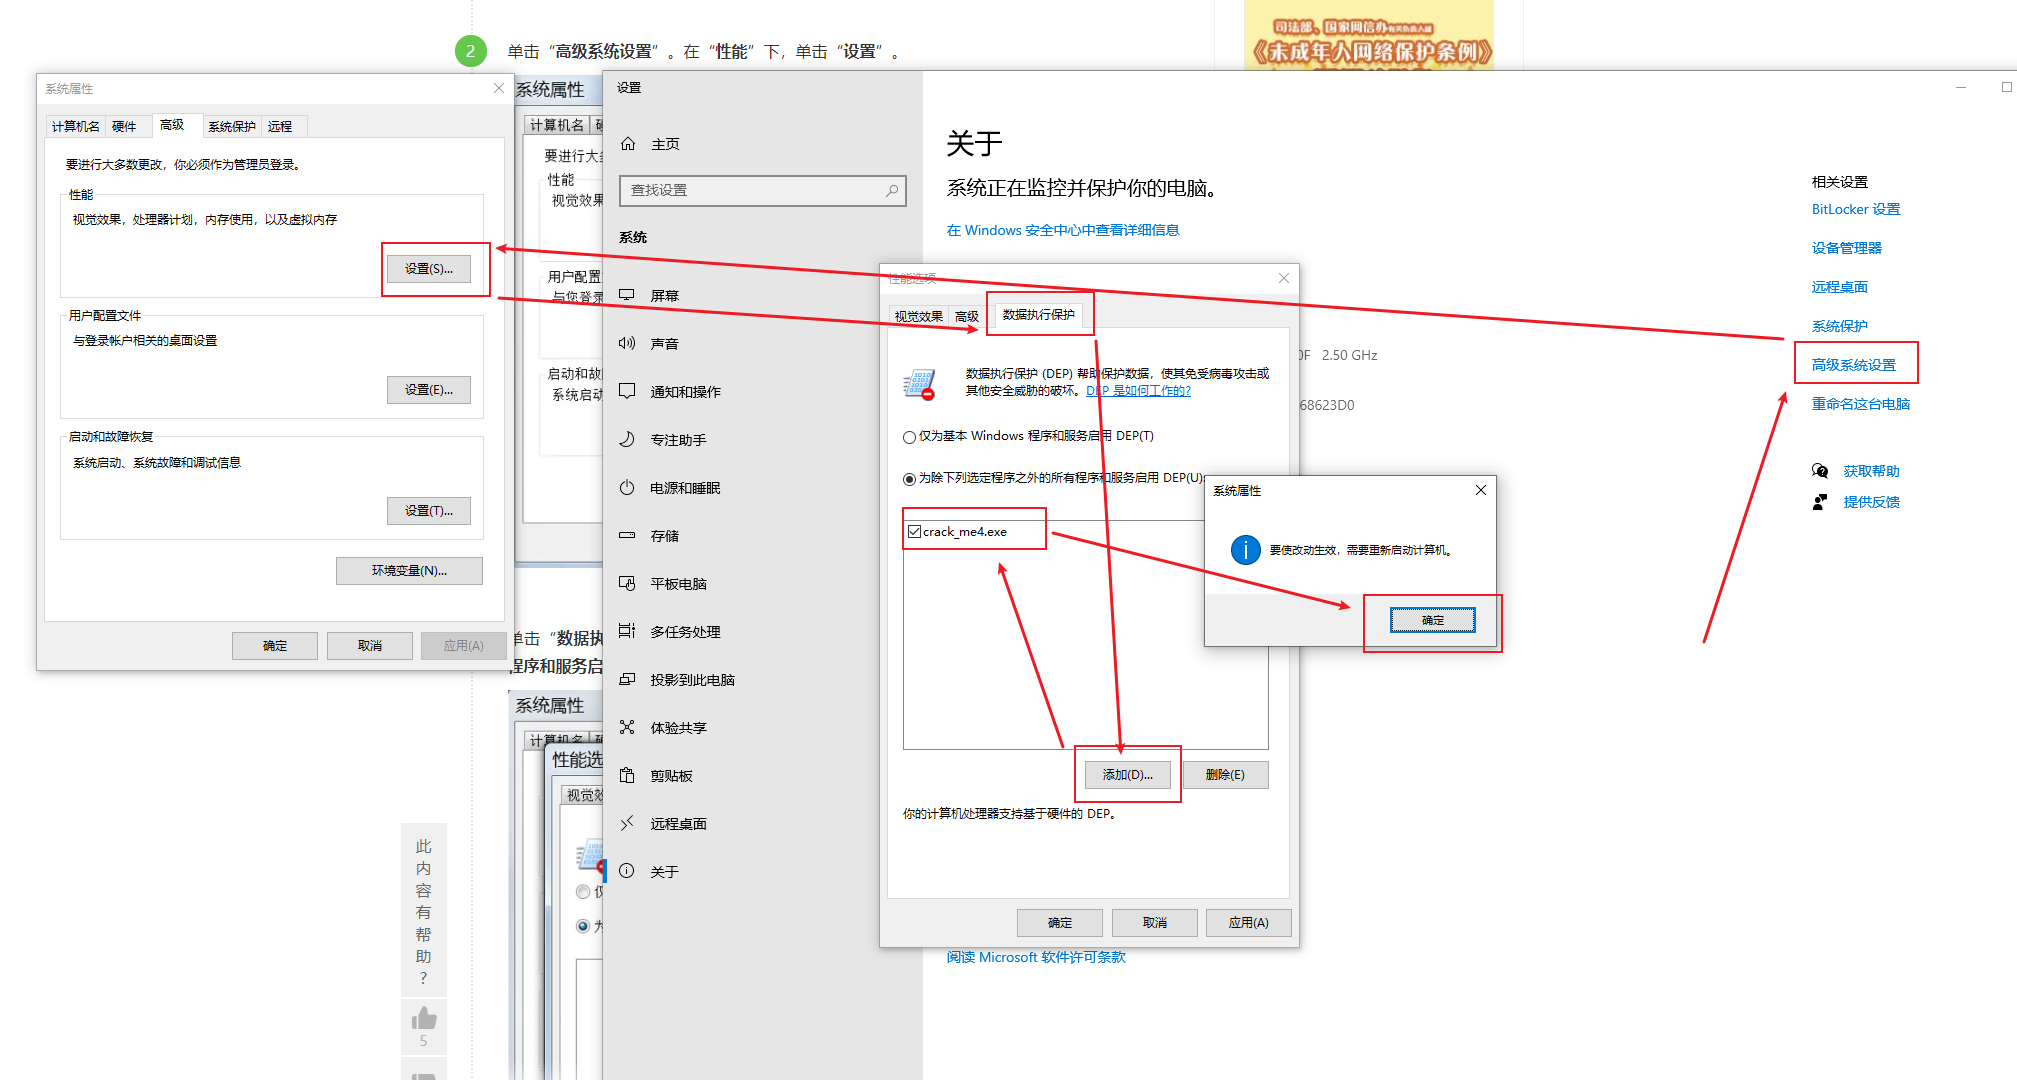 2
单击“高级系统设置”。在“性能”下，单击“设置”。
司法部、国家网信办
《未成年人网络保护条例》
系统属性
计算机名
硬件
高级
系统保护
远程
要进行大多数更改，你必须作为管理员登录。
性能
视觉效果，处理器计划，内存使用，以及虚拟内存
设置(S)...
用户配置文件
与登录帐户相关的桌面设置
设置(E)...
启动和故障恢复
系统启动、系统故障和调试信息
设置(T)...
环境变量(N)...
确定
取消
应用(A)
系统属性
计算机名
要进行大
性能
视觉效果
用户配置
与您登录
启动和故
系统启动
单击“数据执
程序和服务启
系统属性
计算机名
性能选
视觉效
仅
为
此内容有帮助？
5
设置
主页
查找设置
系统
屏幕
声音
通知和操作
专注助手
电源和睡眠
存储
平板电脑
多任务处理
投影到此电脑
体验共享
剪贴板
远程桌面
关于
关于
系统正在监控并保护你的电脑。
在 Windows 安全中心中查看详细信息
0F 2.50 GHz
68623D0
阅读 Microsoft 软件许可条款
性能选项
视觉效果
高级
数据执行保护
数据执行保护 (DEP) 帮助保护数据，使其免受病毒攻击或
其他安全威胁的破坏。 DEP 是如何工作的?
仅为基本 Windows 程序和服务启用 DEP(T)
为除下列选定程序之外的所有程序和服务启用 DEP(U):
crack_me4.exe
添加(D)...
删除(E)
你的计算机处理器支持基于硬件的 DEP。
确定
取消
应用(A)
系统属性
要使改动生效，需要重新启动计算机。
确定
相关设置
BitLocker 设置
设备管理器
远程桌面
系统保护
高级系统设置
重命名这台电脑
获取帮助
提供反馈